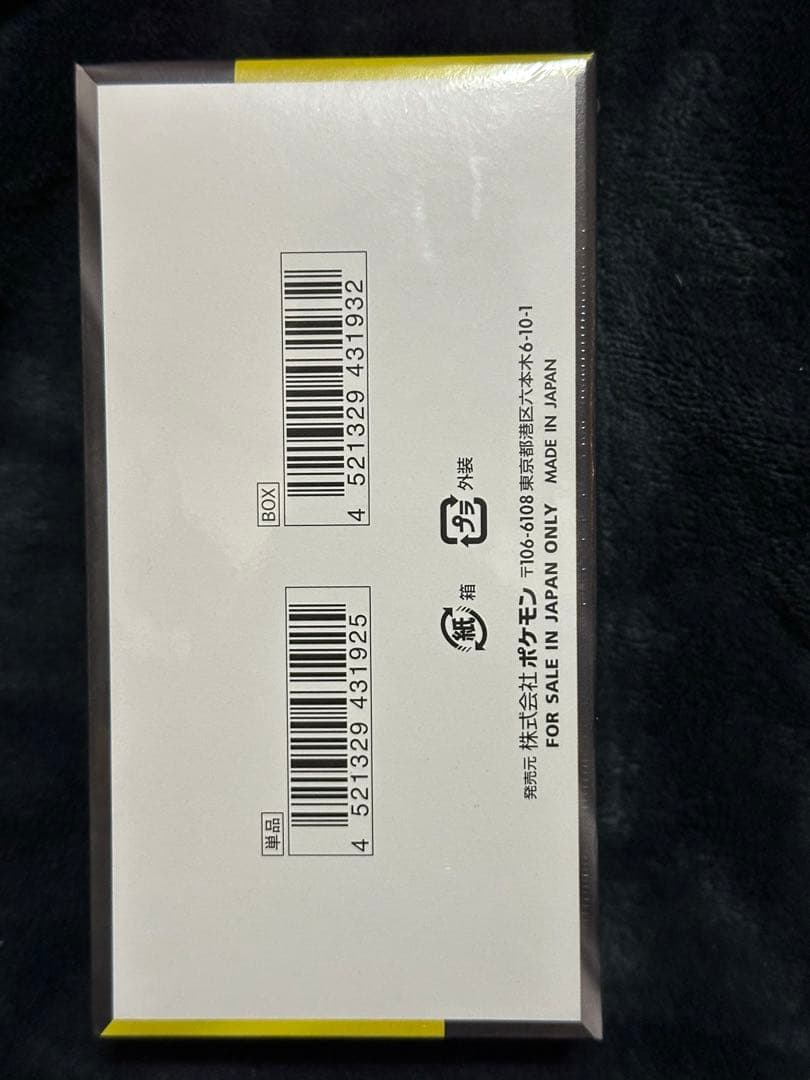 単品
4 521329 431925
BOX
4 521329 431932
紙 箱
プラ 外装
発売元 株式会社 ポケモン 〒106-6108 東京都港区六本木6-10-1
FOR SALE IN JAPAN ONLY MADE IN JAPAN